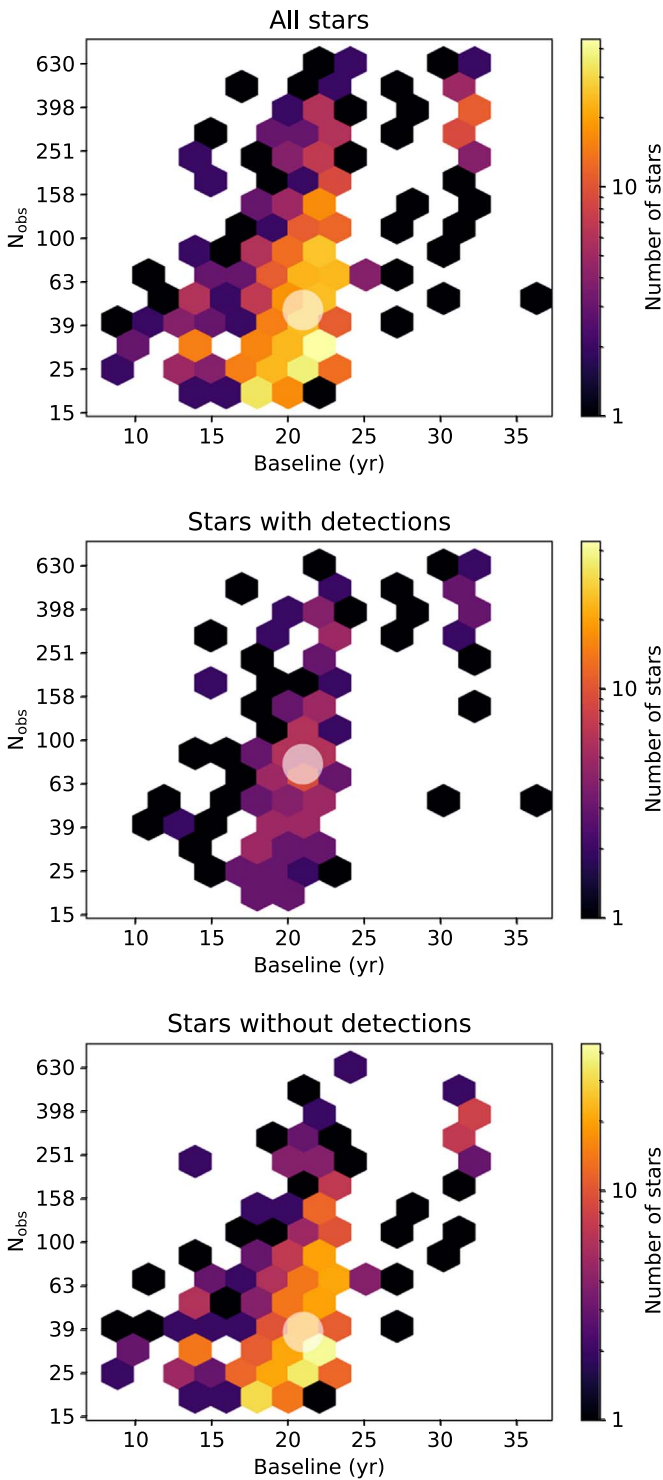 All stars
630
398
251
158
100
63
39
25
15
N_obs
10 15 20 25 30 35
Baseline (yr)
10
1
Number of stars
Stars with detections
630
398
251
158
100
63
39
25
15
N_obs
10 15 20 25 30 35
Baseline (yr)
10
1
Number of stars
Stars without detections
630
398
251
158
100
63
39
25
15
N_obs
10 15 20 25 30 35
Baseline (yr)
10
1
Number of stars